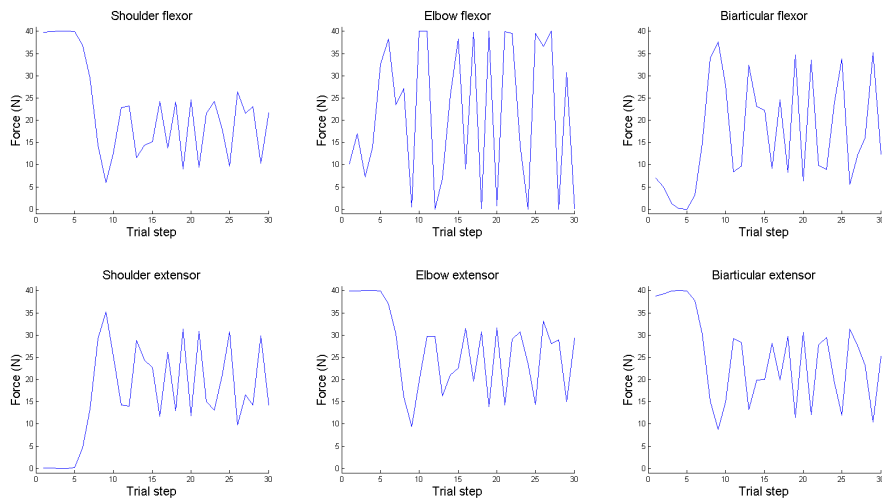 Shoulder flexor
40
35
30
25
20
15
10
5
0
Force (N)
0 5 10 15 20 25 30
Trial step
Elbow flexor
40
35
30
25
20
15
10
5
0
Force (N)
0 5 10 15 20 25 30
Trial step
Biarticular flexor
40
35
30
25
20
15
10
5
0
Force (N)
0 5 10 15 20 25 30
Trial step
Shoulder extensor
40
35
30
25
20
15
10
5
0
Force (N)
0 5 10 15 20 25 30
Trial step
Elbow extensor
40
35
30
25
20
15
10
5
0
Force (N)
0 5 10 15 20 25 30
Trial step
Biarticular extensor
40
35
30
25
20
15
10
5
0
Force (N)
0 5 10 15 20 25 30
Trial step